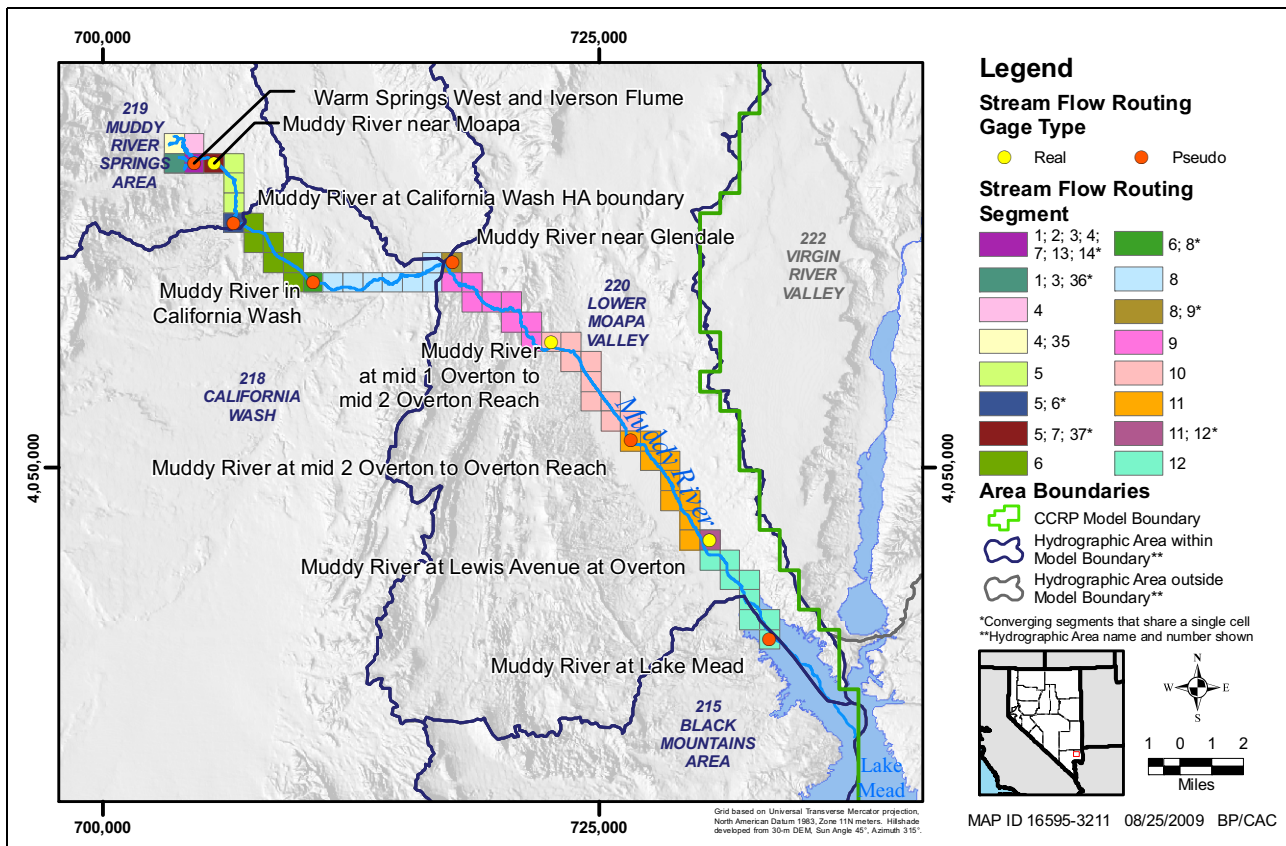 700,000
725,000
219
MUDDY
RIVER
SPRINGS
AREA
Warm Springs West and Iverson Flume
Muddy River near Moapa
Muddy River at California Wash HA boundary
Muddy River near Glendale
222
VIRGIN
RIVER
VALLEY
Muddy River in
California Wash
220
LOWER
MOAPA
VALLEY
Muddy River
at mid 1 Overton to
mid 2 Overton Reach
218
CALIFORNIA
WASH
Muddy River
4,050,000
4,050,000
Muddy River at mid 2 Overton to Overton Reach
Muddy River at Lewis Avenue at Overton
Muddy River at Lake Mead
215
BLACK
MOUNTAINS
AREA
Lake
Mead
Grid based on Universal Transverse Mercator projection,
North American Datum 1983, Zone 11N meters. Hillshade
developed from 30-m DEM, Sun Angle 45°, Azimuth 315°.
700,000
725,000
Legend
Stream Flow Routing
Gage Type
Real
Pseudo
Stream Flow Routing
Segment
1; 2; 3; 4;
7; 13; 14*
1; 3; 36*
4
4; 35
5
5; 6*
5; 7; 37*
6
6; 8*
8
8; 9*
9
10
11
11; 12*
12
Area Boundaries
CCRP Model Boundary
Hydrographic Area within
Model Boundary**
Hydrographic Area outside
Model Boundary**
*Converging segments that share a single cell
**Hydrographic Area name and number shown
N
W
E
S
1 0 1 2
Miles
MAP ID 16595-3211 08/25/2009 BP/CAC